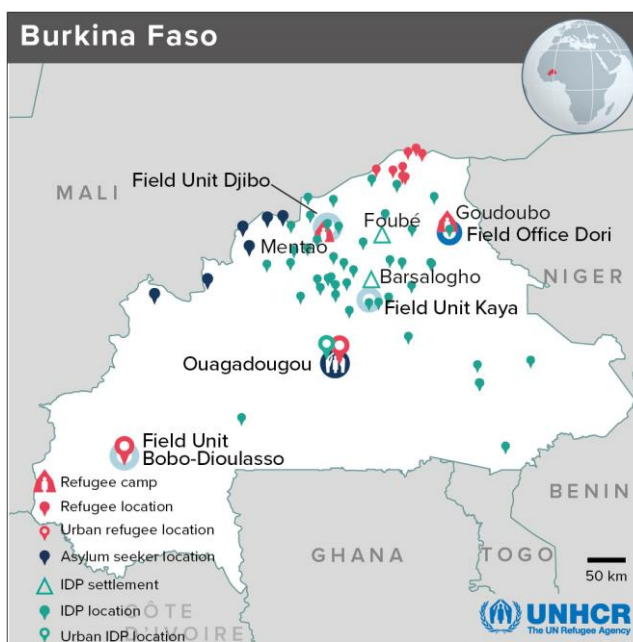 Burkina Faso
MALI
Field Unit Djibo
Mentao
Foubé
Goudoubo
Field Office Dori
NIGER
Barsalogho
Field Unit Kaya
Ouagadougou
Field Unit
Bobo-Dioulasso
Refugee camp
Refugee location
Urban refugee location
Asylum seeker location
IDP settlement
IDP location
Urban IDP location
CÔTE
D'IVOIRE
GHANA
TOGO
BENIN
50 km
UNHCR
The UN Refugee Agency